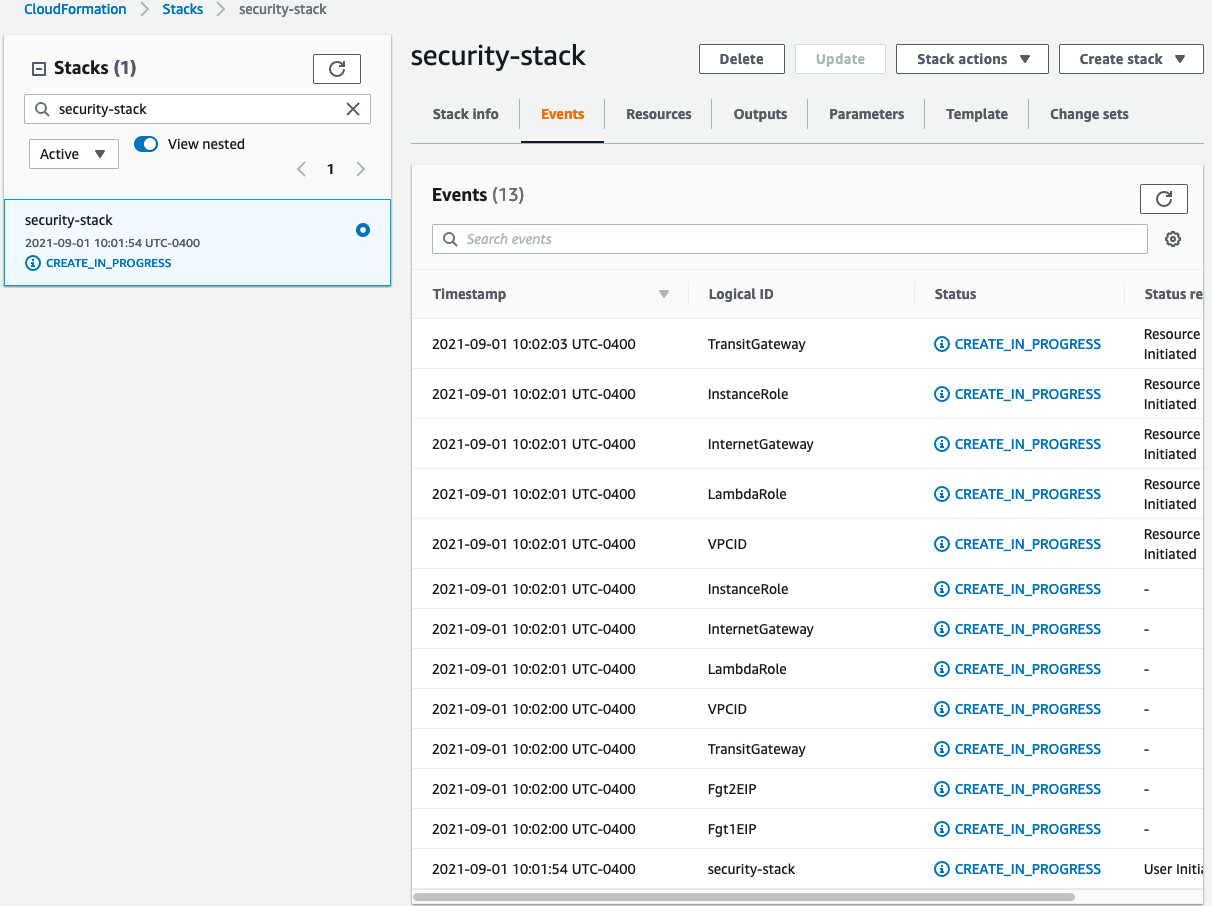 CloudFormation > Stacks > security-stack
Stacks (1)
security-stack
Active
View nested
1
security-stack
2021-09-01 10:01:54 UTC-0400
CREATE_IN_PROGRESS
security-stack
Delete
Update
Stack actions
Create stack
Stack info
Events
Resources
Outputs
Parameters
Template
Change sets
Events (13)
Search events
Timestamp Logical ID Status Status re
2021-09-01 10:02:03 UTC-0400 TransitGateway CREATE_IN_PROGRESS Resource
Initiated
2021-09-01 10:02:01 UTC-0400 InstanceRole CREATE_IN_PROGRESS Resource
Initiated
2021-09-01 10:02:01 UTC-0400 InternetGateway CREATE_IN_PROGRESS Resource
Initiated
2021-09-01 10:02:01 UTC-0400 LambdaRole CREATE_IN_PROGRESS Resource
Initiated
2021-09-01 10:02:01 UTC-0400 VPCID CREATE_IN_PROGRESS Resource
Initiated
2021-09-01 10:02:01 UTC-0400 InstanceRole CREATE_IN_PROGRESS -
2021-09-01 10:02:01 UTC-0400 InternetGateway CREATE_IN_PROGRESS -
2021-09-01 10:02:01 UTC-0400 LambdaRole CREATE_IN_PROGRESS -
2021-09-01 10:02:00 UTC-0400 VPCID CREATE_IN_PROGRESS -
2021-09-01 10:02:00 UTC-0400 TransitGateway CREATE_IN_PROGRESS -
2021-09-01 10:02:00 UTC-0400 Fgt2EIP CREATE_IN_PROGRESS -
2021-09-01 10:02:00 UTC-0400 Fgt1EIP CREATE_IN_PROGRESS -
2021-09-01 10:01:54 UTC-0400 security-stack CREATE_IN_PROGRESS User Initia